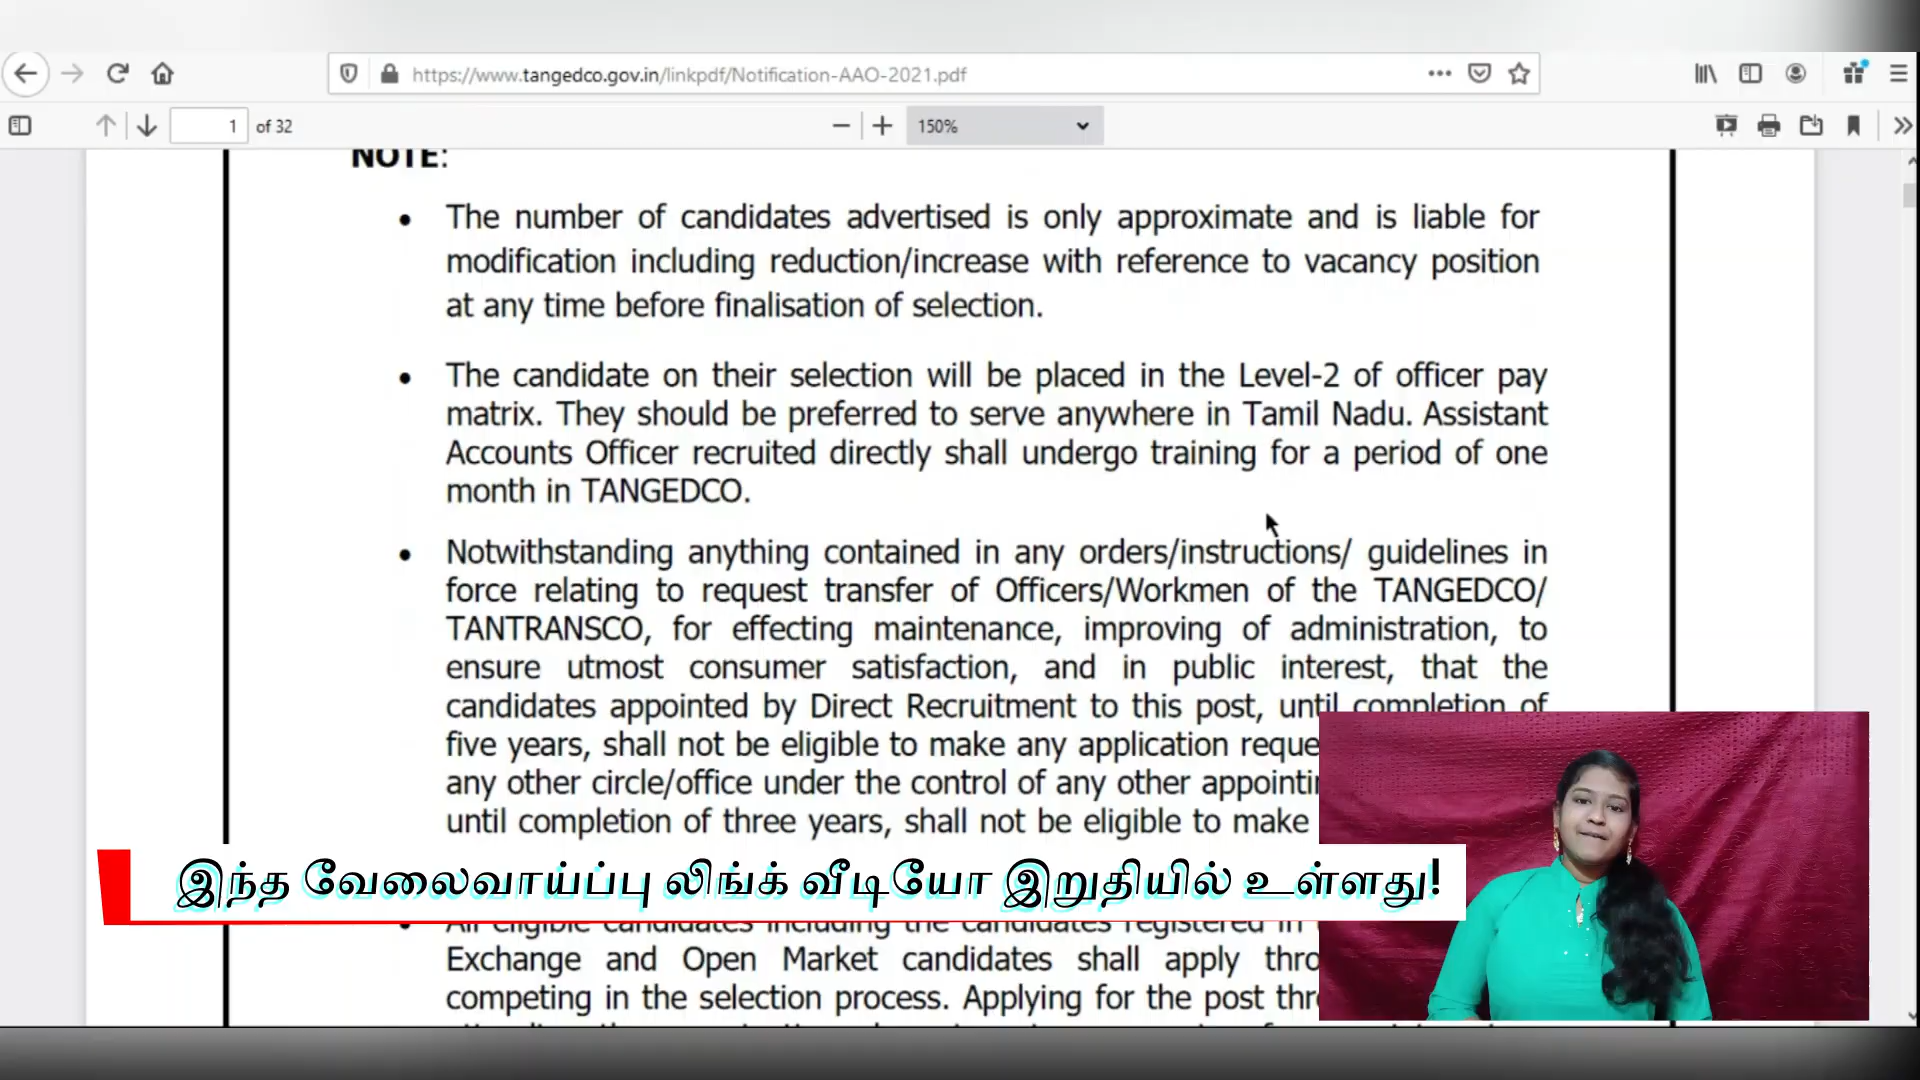 https://www.tangedco.gov.in/linkpdf/Notification-AAO-2021.pdf
1 of 32
150%
NOTE:
• The number of candidates advertised is only approximate and is liable for
modification including reduction/increase with reference to vacancy position
at any time before finalisation of selection.
• The candidate on their selection will be placed in the Level-2 of officer pay
matrix. They should be preferred to serve anywhere in Tamil Nadu. Assistant
Accounts Officer recruited directly shall undergo training for a period of one
month in TANGEDCO.
• Notwithstanding anything contained in any orders/instructions/ guidelines in
force relating to request transfer of Officers/Workmen of the TANGEDCO/
TANTRANSCO, for effecting maintenance, improving of administration, to
ensure utmost consumer satisfaction, and in public interest, that the
candidates appointed by Direct Recruitment to this post, until completion of
five years, shall not be eligible to make any application
any other circle/office under the control of any other
until completion of three years, shall not be eligible to make
இந்த வேலைவாய்ப்பு லிங்க் வீடியோ இறுதியில் உள்ளது!
• All eligible candidates including the candidates registered in
Exchange and Open Market candidates shall apply
competing in the selection process. Applying for the post